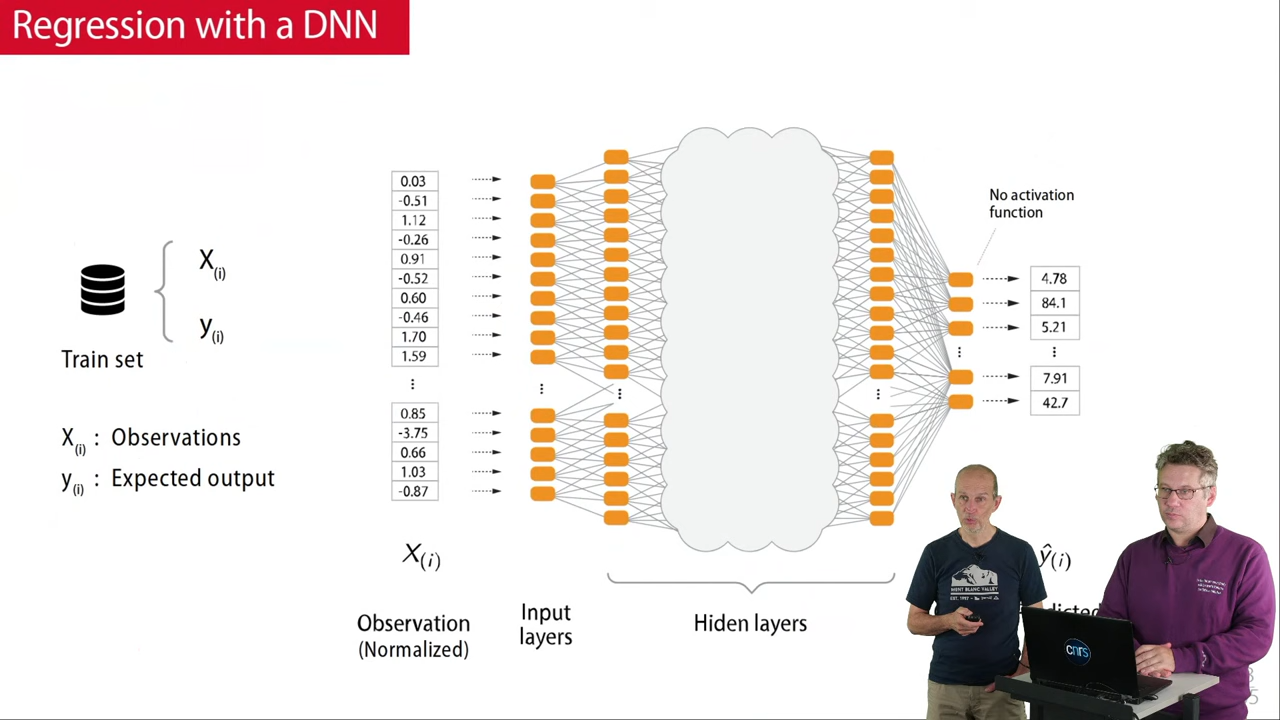 Regression with a DNN
Train set
X(i)
y(i)
X(i) : Observations
y(i) : Expected output
0.03
-0.51
1.12
-0.26
0.91
-0.52
0.60
-0.46
1.70
1.59
⋮
0.85
-3.75
0.66
1.03
-0.87
X(i)
Observation
(Normalized)
Input
layers
Hiden layers
No activation
function
4.78
84.1
5.21
⋮
7.91
42.7
ŷ(i)
MONT BLANC VALLEY
cnrs